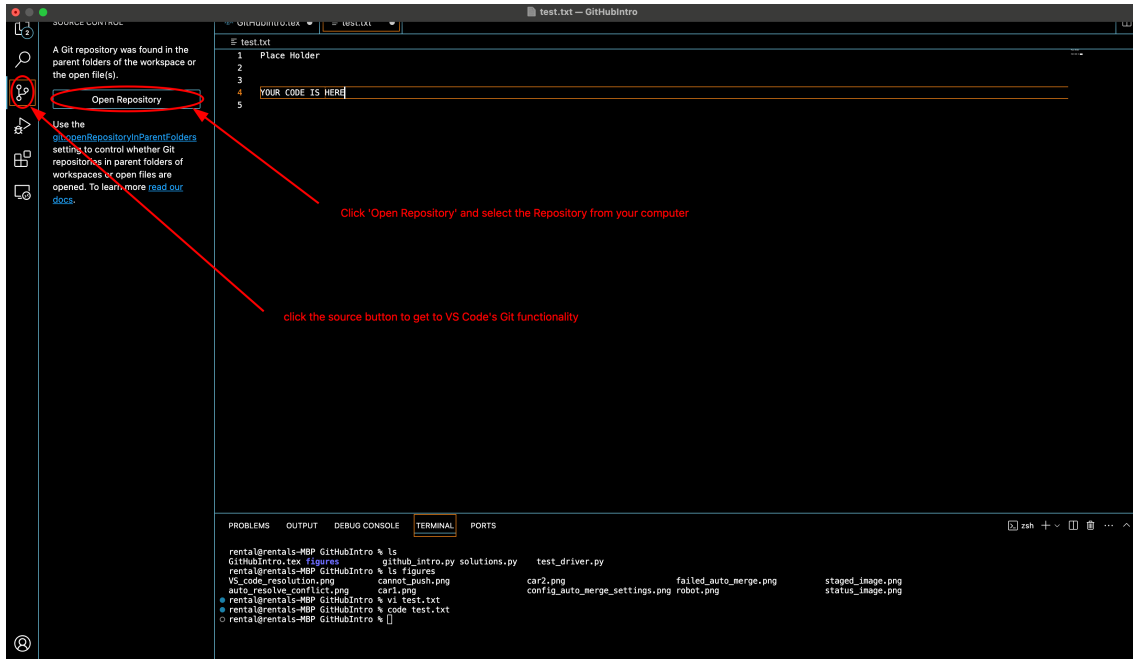 test.txt — GitHubIntro
2
SOURCE CONTROL
A Git repository was found in the
parent folders of the workspace or
the open file(s).
Open Repository
Use the
git.openRepositoryInParentFolders
setting to control whether Git
repositories in parent folders of
workspaces or open files are
opened. To learn more read our
docs.
GitHubIntro.tex test.txt
test.txt
1 Place Holder
2
3
4 YOUR CODE IS HERE
5
Click 'Open Repository' and select the Repository from your computer
click the source button to get to VS Code's Git functionality
PROBLEMS OUTPUT DEBUG CONSOLE TERMINAL PORTS
zsh
rental@rentals-MBP GitHubIntro % ls
GitHubIntro.tex figures github_intro.py solutions.py test_driver.py
rental@rentals-MBP GitHubIntro % ls figures
VS_code_resolution.png cannot_push.png car2.png failed_auto_merge.png staged_image.png
auto_resolve_conflict.png car1.png config_auto_merge_settings.png robot.png status_image.png
rental@rentals-MBP GitHubIntro % vi test.txt
rental@rentals-MBP GitHubIntro % code test.txt
rental@rentals-MBP GitHubIntro %